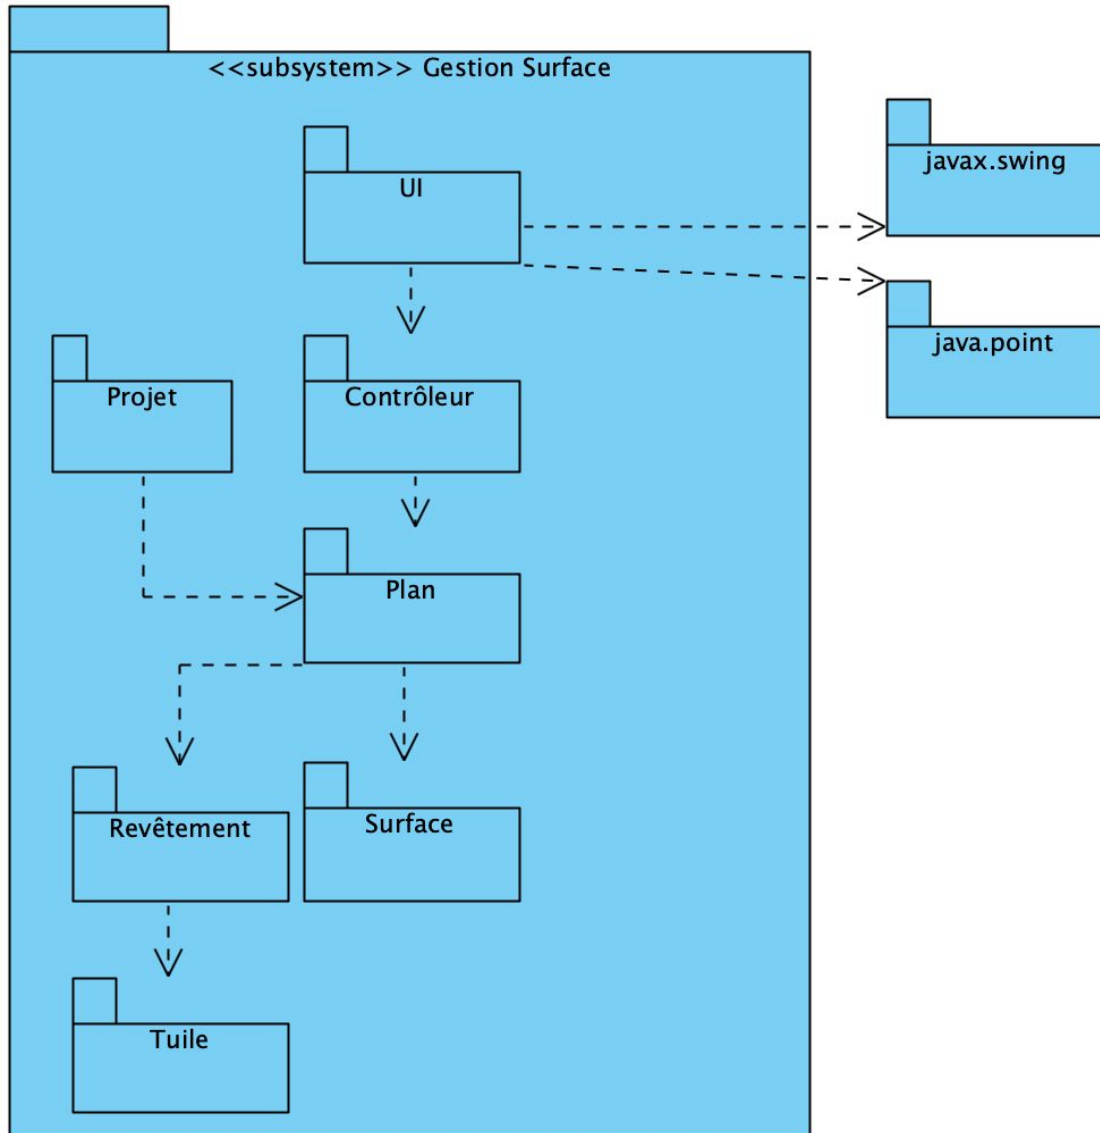 <<subsystem>> Gestion Surface
UI
javax.swing
java.point
Projet
Contrôleur
Plan
Revêtement
Surface
Tuile